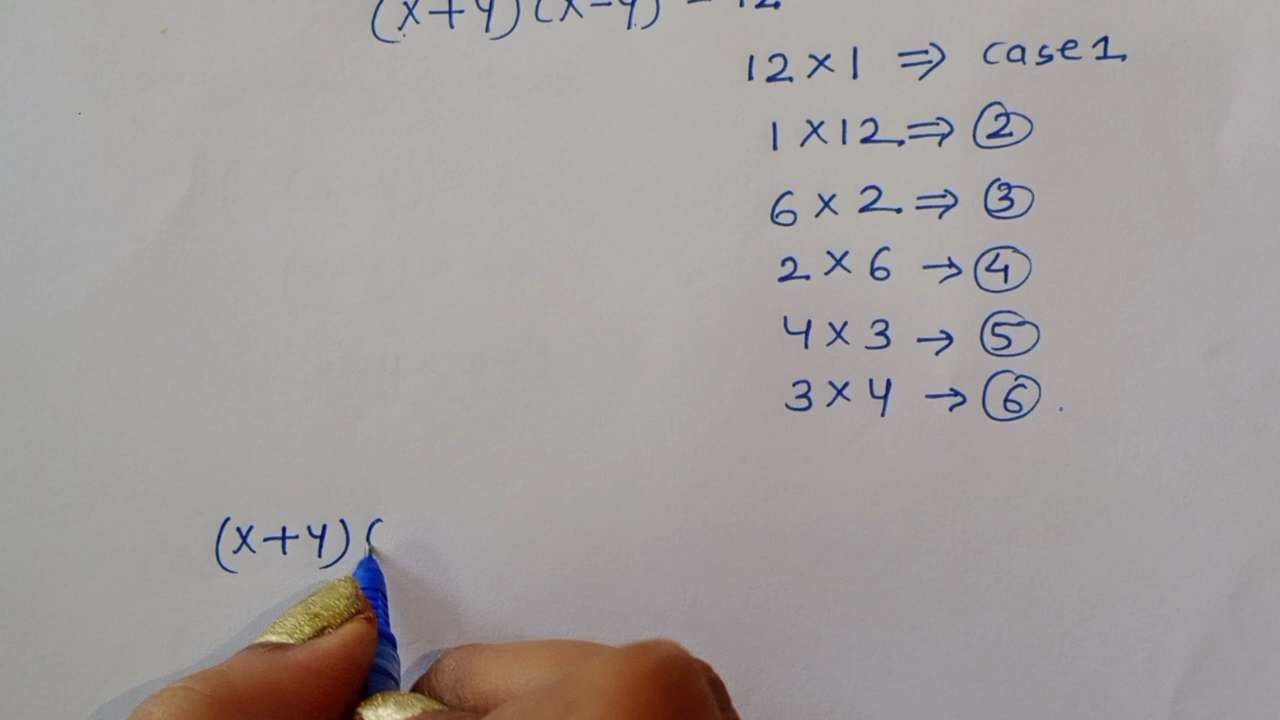 (x+y)(x-y) = 12
12 × 1 ⇒ case 1
1 × 12 ⇒ ②
6 × 2 ⇒ ③
2 × 6 → ④
4 × 3 → ⑤
3 × 4 → ⑥.
(x+y)(